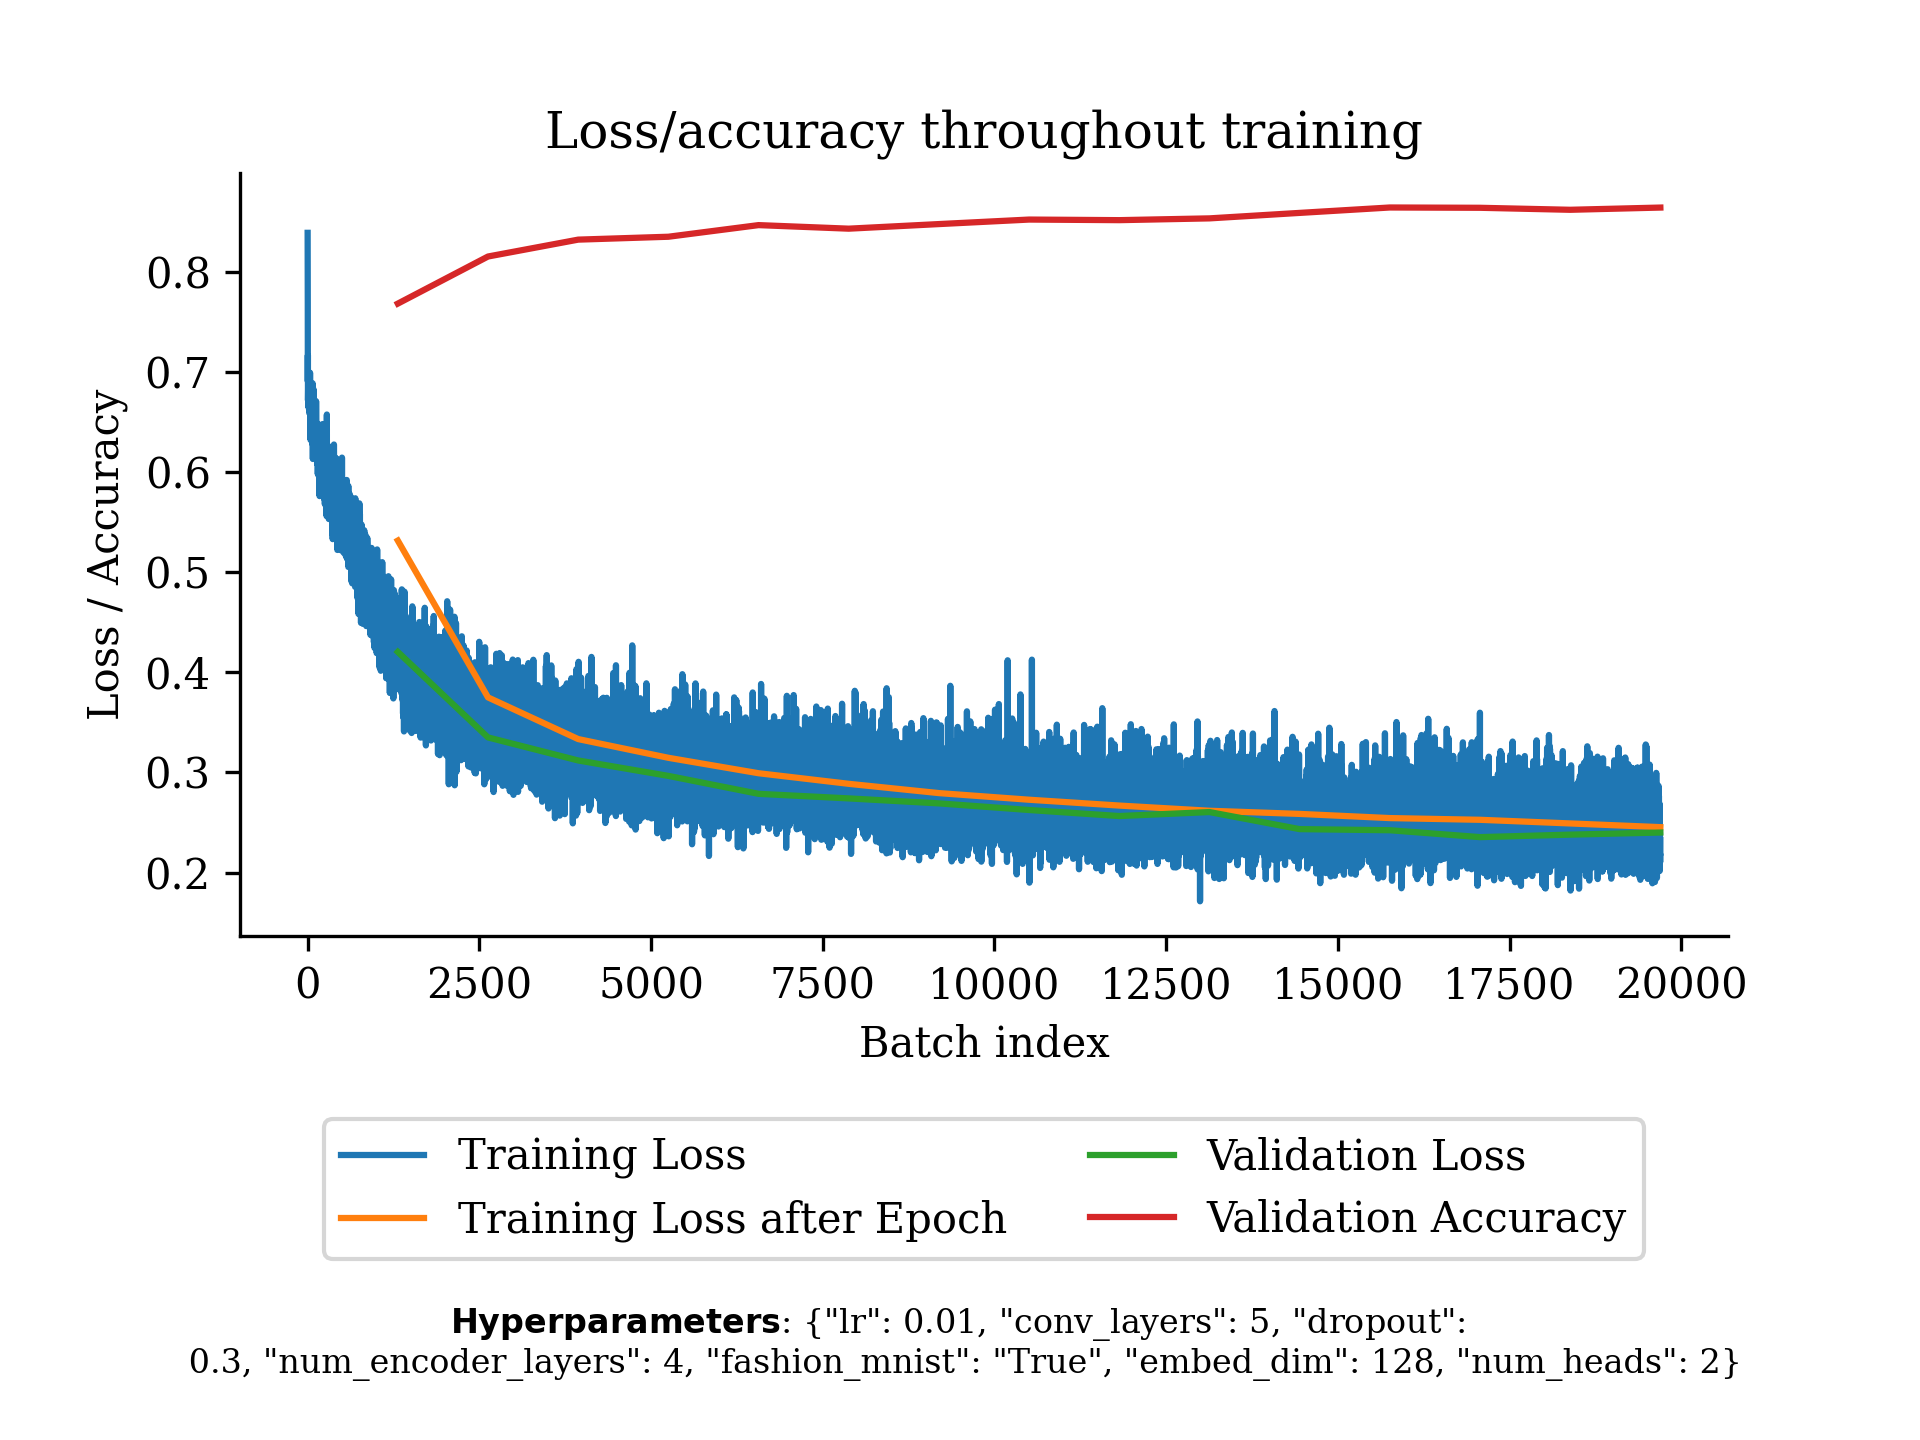 Loss/accuracy throughout training
Loss / Accuracy
0.8
0.7
0.6
0.5
0.4
0.3
0.2
0 2500 5000 7500 10000 12500 15000 17500 20000
Batch index
Training Loss
Training Loss after Epoch
Validation Loss
Validation Accuracy
Hyperparameters: {"lr": 0.01, "conv_layers": 5, "dropout":
0.3, "num_encoder_layers": 4, "fashion_mnist": "True", "embed_dim": 128, "num_heads": 2}